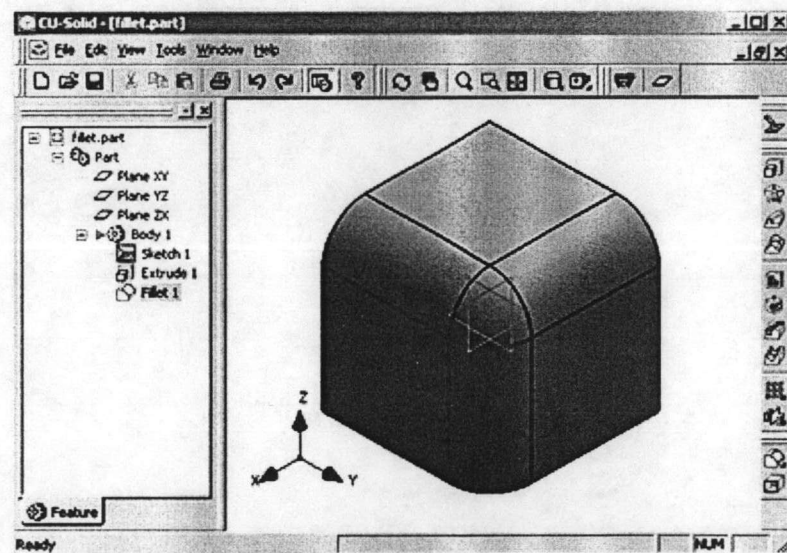 CU-Solid - [fillet.part]
File Edit View Tools Window Help
fillet.part
Part
Plane XY
Plane YZ
Plane ZX
Body 1
Sketch 1
Extrude 1
Fillet 1
Z
X
Y
Feature
Ready
NUM